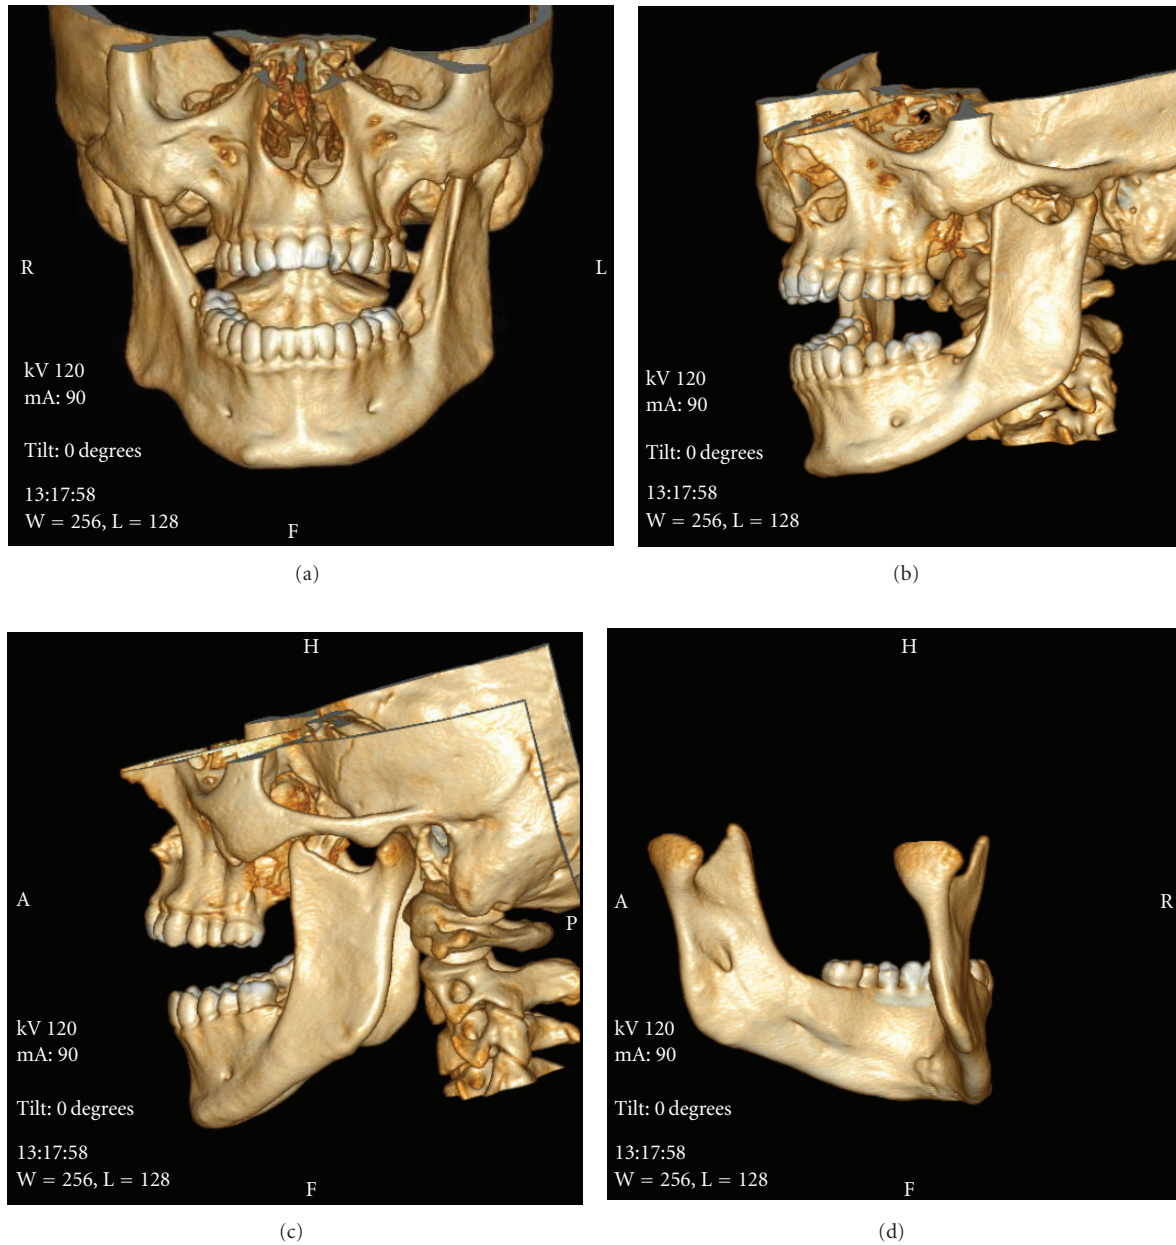 R
L
kV 120
mA: 90
Tilt: 0 degrees
13:17:58
W = 256, L = 128
F
(a)
kV 120
mA: 90
Tilt: 0 degrees
13:17:58
W = 256, L = 128
(b)
H
A
P
kV 120
mA: 90
Tilt: 0 degrees
13:17:58
W = 256, L = 128
F
(c)
H
A
R
kV 120
mA: 90
Tilt: 0 degrees
13:17:58
W = 256, L = 128
F
(d)